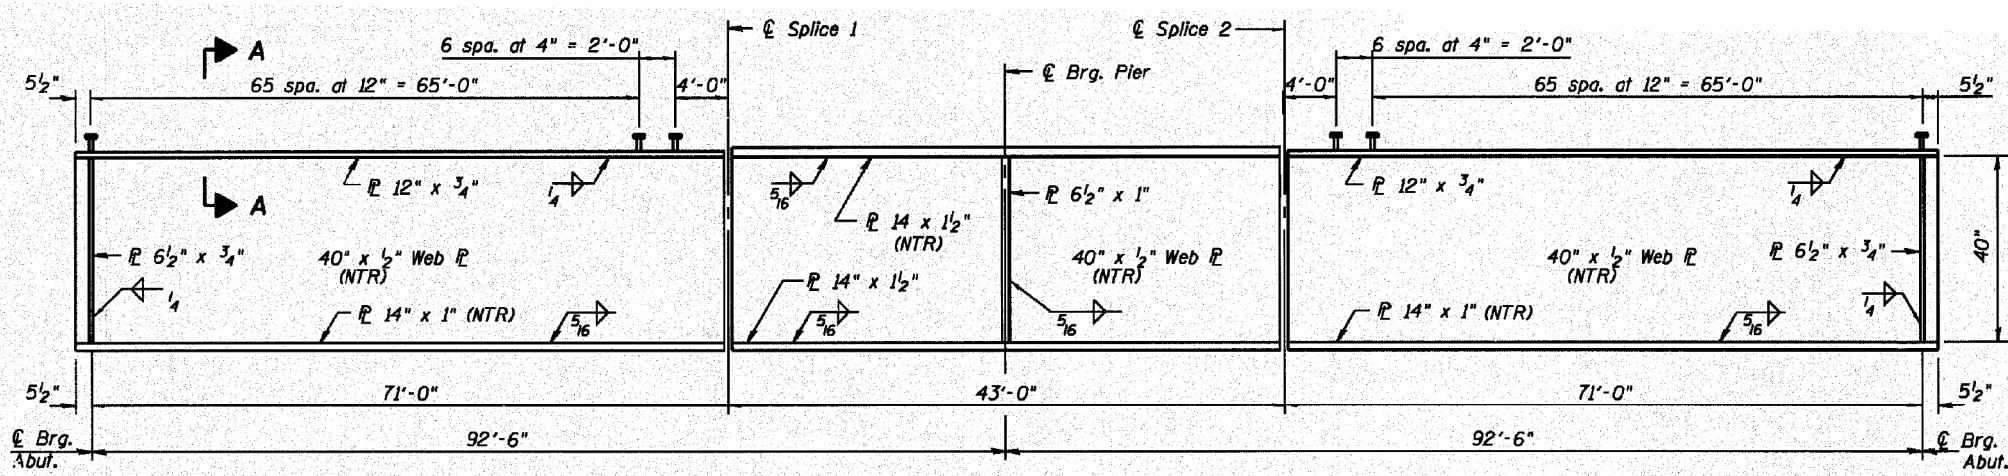 ℄ Splice 1
℄ Splice 2
A
6 spa. at 4" = 2'-0"
6 spa. at 4" = 2'-0"
℄ Brg. Pier
5½"
65 spa. at 12" = 65'-0"
4'-0"
4'-0"
65 spa. at 12" = 65'-0"
5½"
℄ 12" x ¾"
¼
5/16
℄ 6½" x 1"
℄ 12" x ¾"
¼
A
℄ 14 x 1½"
(NTR)
℄ 6½" x ¾"
40" x ½" Web ℄
(NTR)
40" x ½" Web ℄
(NTR)
40" x ½" Web ℄
(NTR)
℄ 6½" x ¾"
40"
¼
℄ 14" x 1½"
¼
℄ 14" x 1" (NTR)
5/16
5/16
5/16
℄ 14" x 1" (NTR)
5/16
5½"
71'-0"
43'-0"
71'-0"
5½"
℄ Brg.
Abut.
92'-6"
92'-6"
℄ Brg.
Abut.